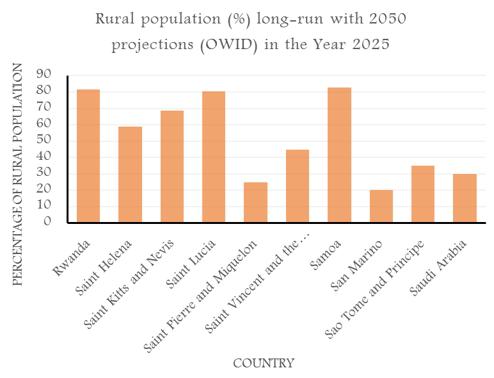 Rural population (%) long-run with 2050
projections (OWID) in the Year 2025
PERCENTAGE OF RURAL POPULATION
90
80
70
60
50
40
30
20
10
0
Rwanda
Saint Helena
Saint Kitts and Nevis
Saint Lucia
Saint Pierre and Miquelon
Saint Vincent and the...
Samoa
San Marino
Sao Tome and Principe
Saudi Arabia
COUNTRY